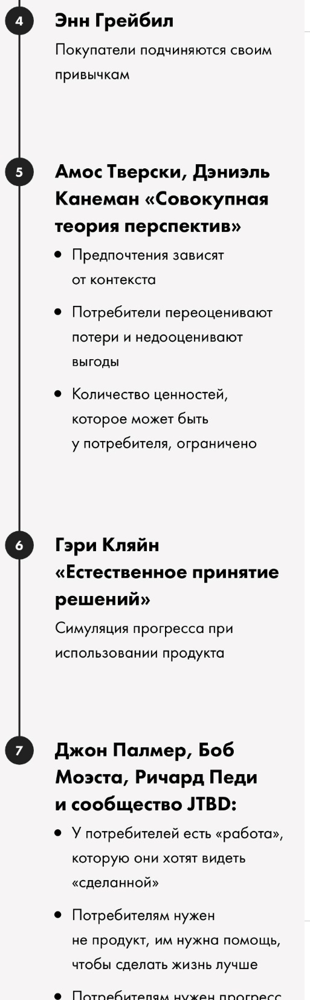 4
Энн Грейбил
Покупатели подчиняются своим
привычкам
5
Амос Тверски, Дэниэль
Канеман «Совокупная
теория перспектив»
• Предпочтения зависят
от контекста
• Потребители переоценивают
потери и недооценивают
выгоды
• Количество ценностей,
которое может быть
у потребителя, ограничено
6
Гэри Кляйн
«Естественное принятие
решений»
Симуляция прогресса при
использовании продукта
7
Джон Палмер, Боб
Моэста, Ричард Педи
и сообщество JTBD:
• У потребителей есть «работа»,
которую они хотят видеть
«сделанной»
• Потребителям нужен
не продукт, им нужна помощь,
чтобы сделать жизнь лучше
• Потребителям нужен прогресс